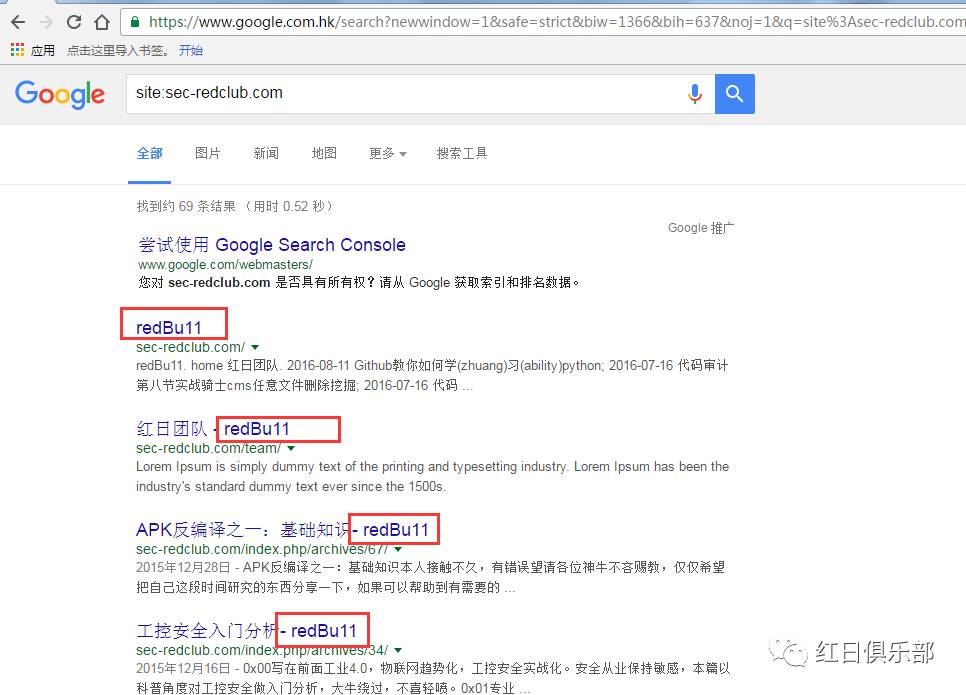 https://www.google.com.hk/search?newwindow=1&safe=strict&biw=1366&bih=637&noj=1&q=site%3Asec-redclub.com
应用 点击这里导入书签。 开始
Google site:sec-redclub.com
全部 图片 新闻 地图 更多 搜索工具
找到约 69 条结果 （用时 0.52 秒）
Google 推广
尝试使用 Google Search Console
www.google.com/webmasters/
您对 sec-redclub.com 是否具有所有权？请从 Google 获取索引和排名数据。
redBu11
sec-redclub.com/
redBu11. home 红日团队. 2016-08-11 Github教你如何学(zhuang)习(ability)python; 2016-07-16 代码审计
第八节实战骑士cms任意文件删除挖掘; 2016-07-16 代码 ...
红日团队 - redBu11
sec-redclub.com/team/
Lorem Ipsum is simply dummy text of the printing and typesetting industry. Lorem Ipsum has been the
industry's standard dummy text ever since the 1500s.
APK反编译之一：基础知识- redBu11
sec-redclub.com/index.php/archives/67/
2015年12月28日 - APK反编译之一：基础知识本人接触不久，有错误望请各位神牛不吝赐教，仅仅希望
把自己这段时间研究的东西分享一下，如果可以帮助到有需要的 ...
工控安全入门分析- redBu11
sec-redclub.com/index.php/archives/34/
2015年12月16日 - 0x00写在前面工业4.0，物联网趋势化，工控安全实战化。安全从业保持敏感，本篇以
科普角度对工控安全做入门分析，大牛绕过，不喜轻喷。0x01专业 ...
红日俱乐部